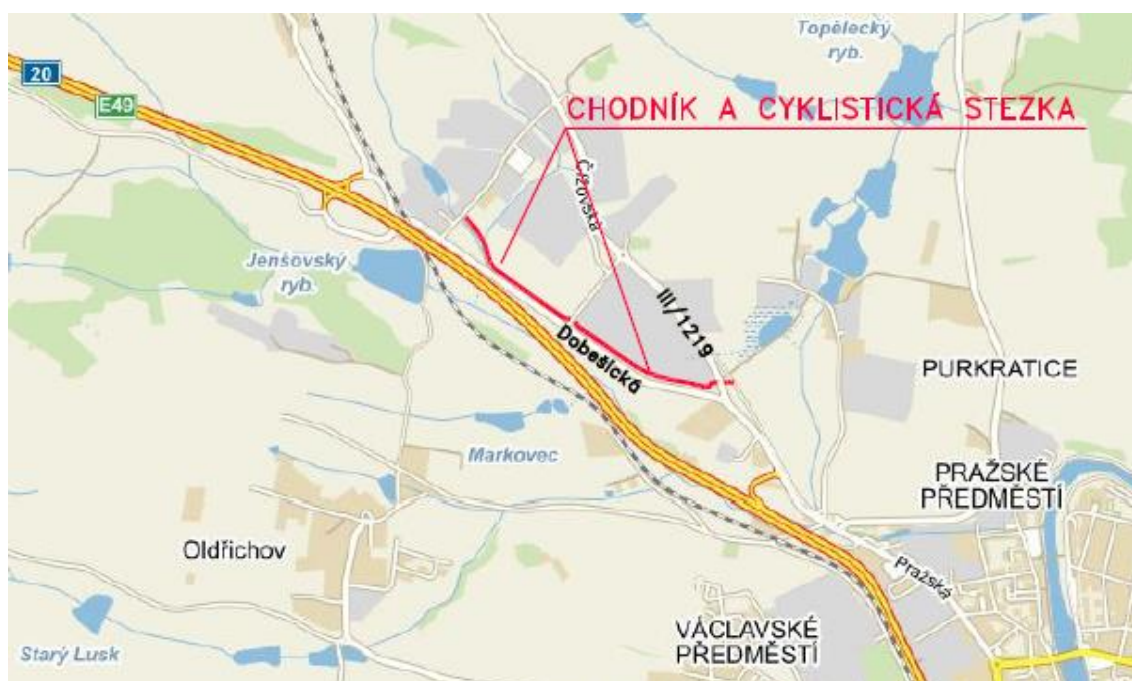 Topělecký
ryb.
20
E49
CHODNÍK A CYKLISTICKÁ STEZKA
Čížovská
Jenšovský
ryb.
III/1219
Dobešická
PURKRATICE
Markovec
PRAŽSKÉ
PŘEDMĚSTÍ
Oldřichov
Pražská
VÁCLAVSKÉ
PŘEDMĚSTÍ
Starý Lusk